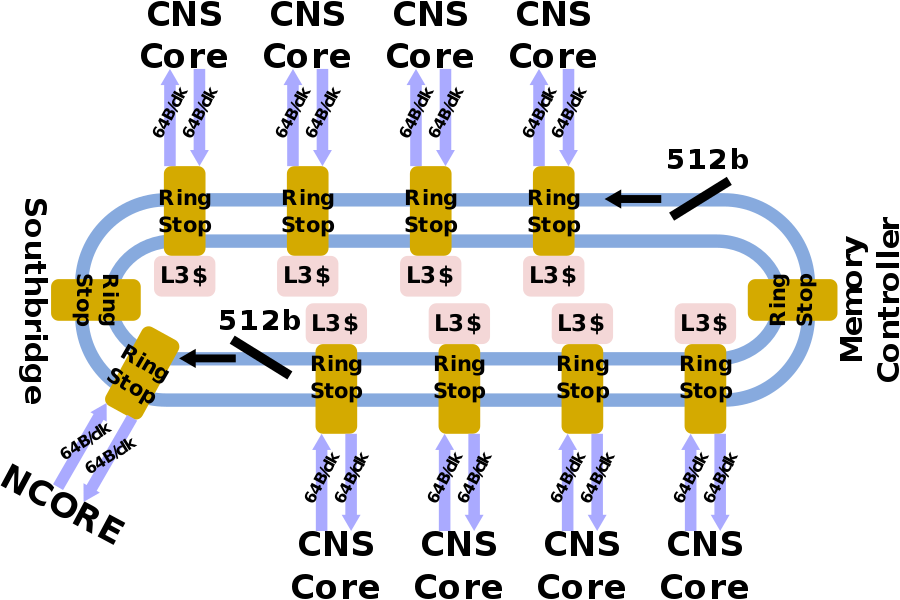 CNS
Core
CNS
Core
CNS
Core
CNS
Core
64B/clk
64B/clk
64B/clk
64B/clk
64B/clk
64B/clk
64B/clk
64B/clk
512b
Ring
Stop
Ring
Stop
Ring
Stop
Ring
Stop
L3$
L3$
L3$
L3$
Southbridge
Ring
Stop
Ring
Stop
Memory
Controller
512b
L3$
L3$
L3$
L3$
Ring
Stop
Ring
Stop
Ring
Stop
Ring
Stop
Ring
Stop
64B/clk
64B/clk
NCORE
64B/clk
64B/clk
64B/clk
64B/clk
64B/clk
64B/clk
64B/clk
64B/clk
CNS
Core
CNS
Core
CNS
Core
CNS
Core